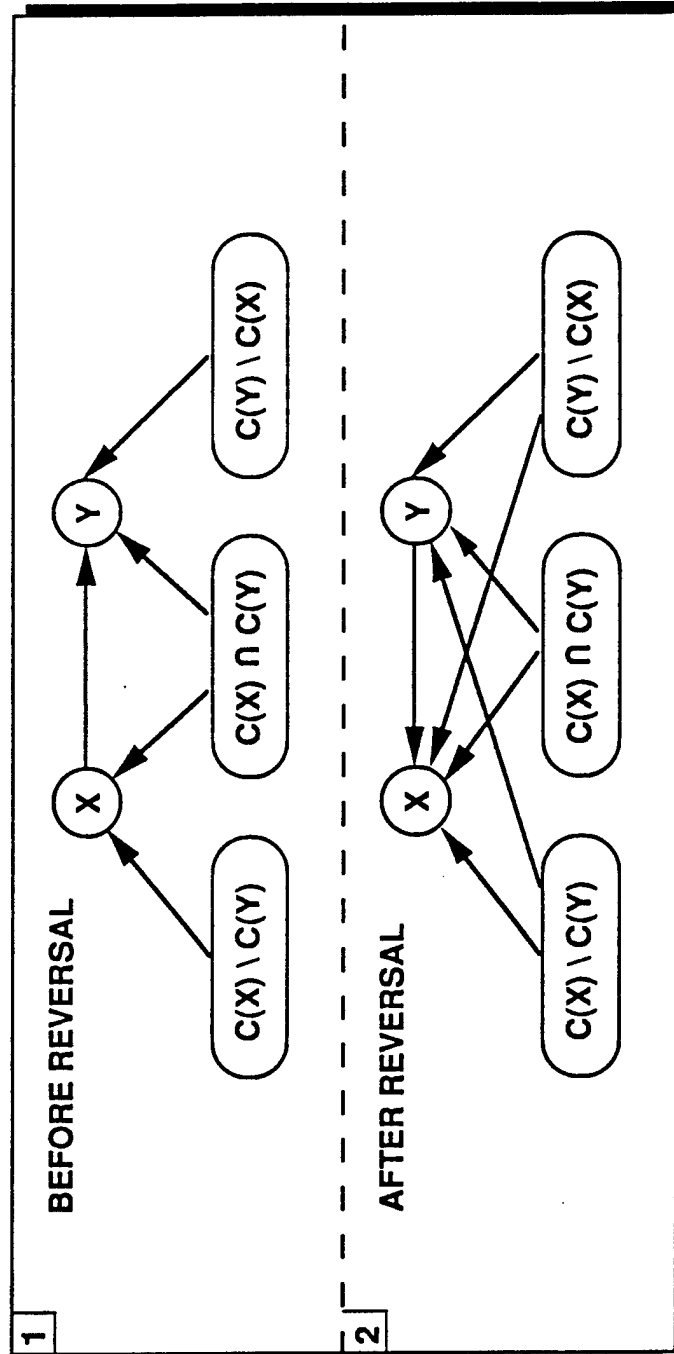 1
BEFORE REVERSAL
X
Y
C(X) \ C(Y)
C(X) ∩ C(Y)
C(Y) \ C(X)
2
AFTER REVERSAL
X
Y
C(X) \ C(Y)
C(X) ∩ C(Y)
C(Y) \ C(X)